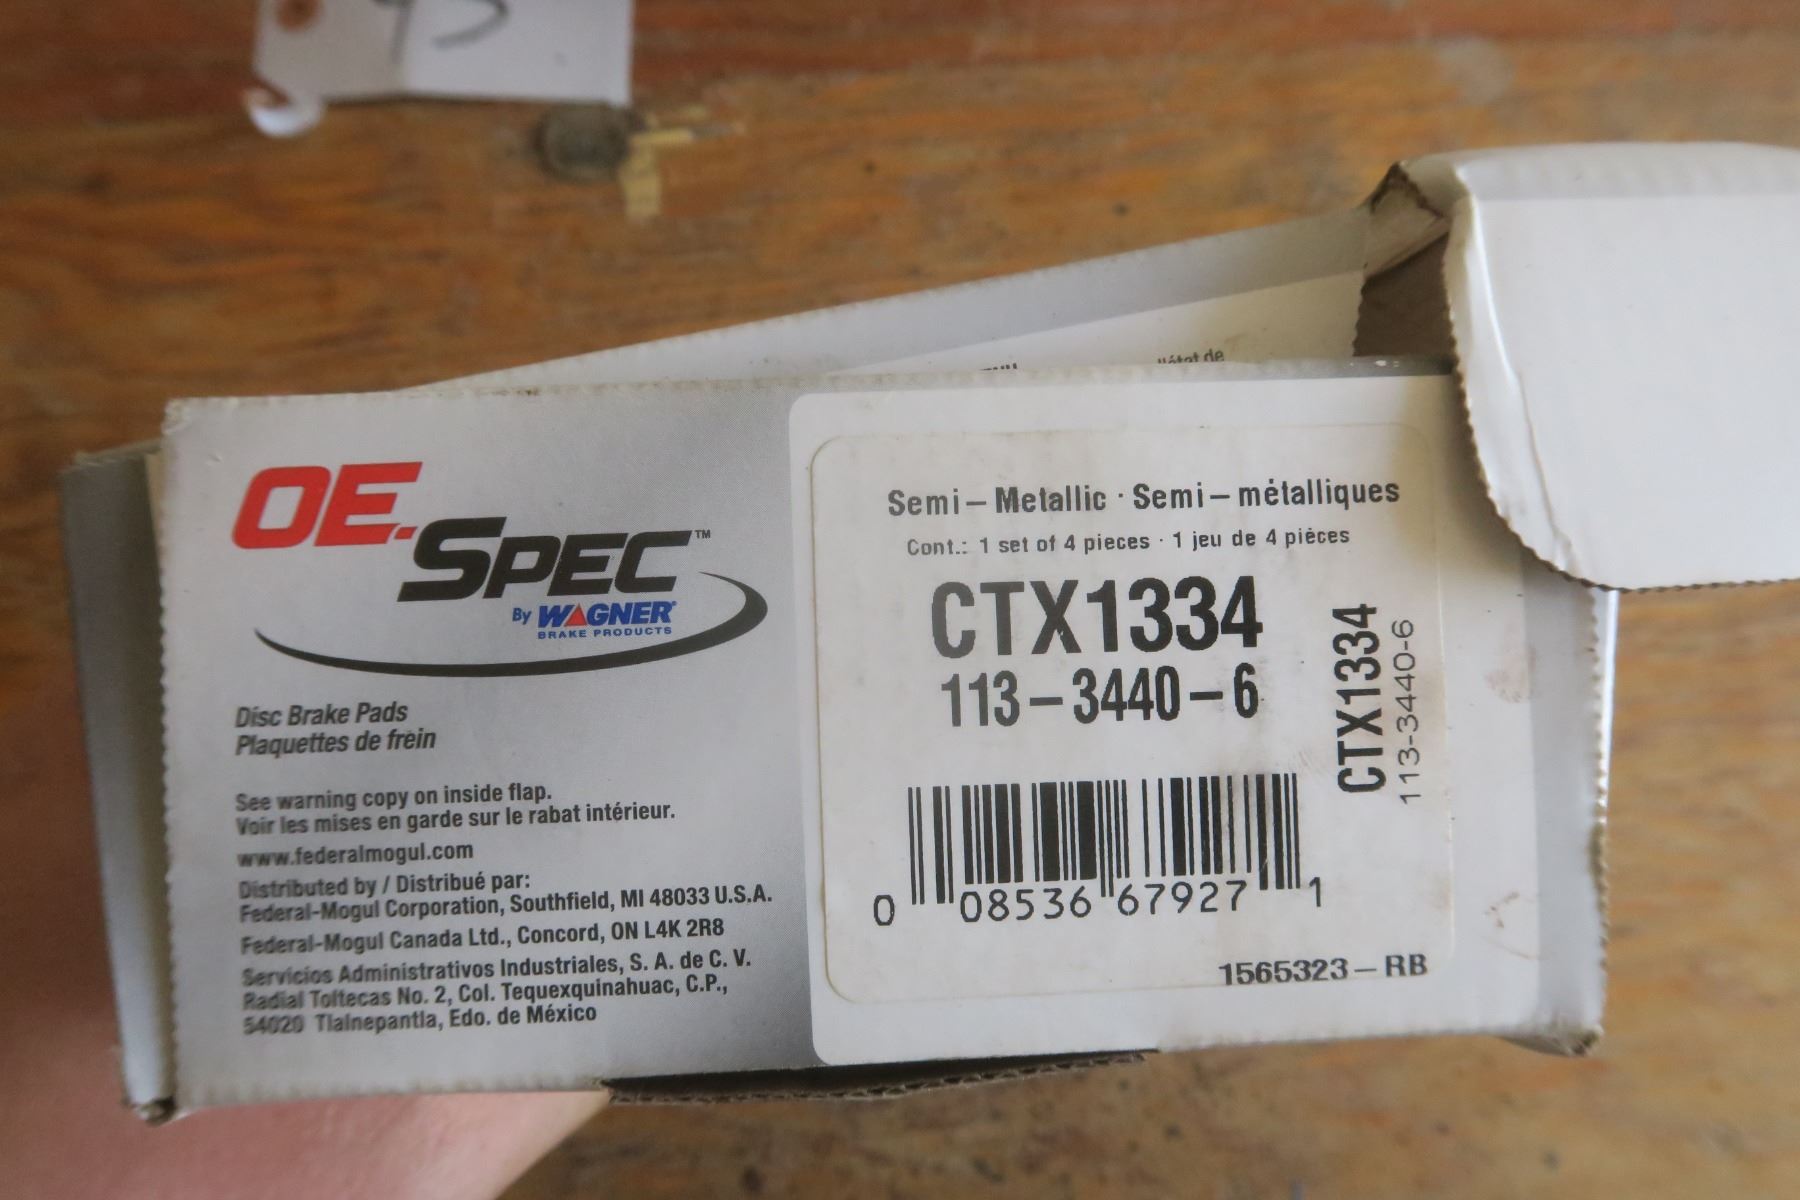 l'état de
OE.
SPEC™
By WAGNER®
BRAKE PRODUCTS
Disc Brake Pads
Plaquettes de frein
See warning copy on inside flap.
Voir les mises en garde sur le rabat intérieur.
www.federalmogul.com
Distributed by / Distribué par:
Federal-Mogul Corporation, Southfield, MI 48033 U.S.A.
Federal-Mogul Canada Ltd., Concord, ON L4K 2R8
Servicios Administrativos Industriales, S. A. de C. V.
Radial Toltecas No. 2, Col. Tequexquinahuac, C.P.,
54020 Tlalnepantla, Edo. de México
Semi-Metallic · Semi-métalliques
Cont.: 1 set of 4 pieces · 1 jeu de 4 pièces
CTX1334
113-3440-6
0 08536 67927 1
1565323-RB
CTX1334
113-3440-6